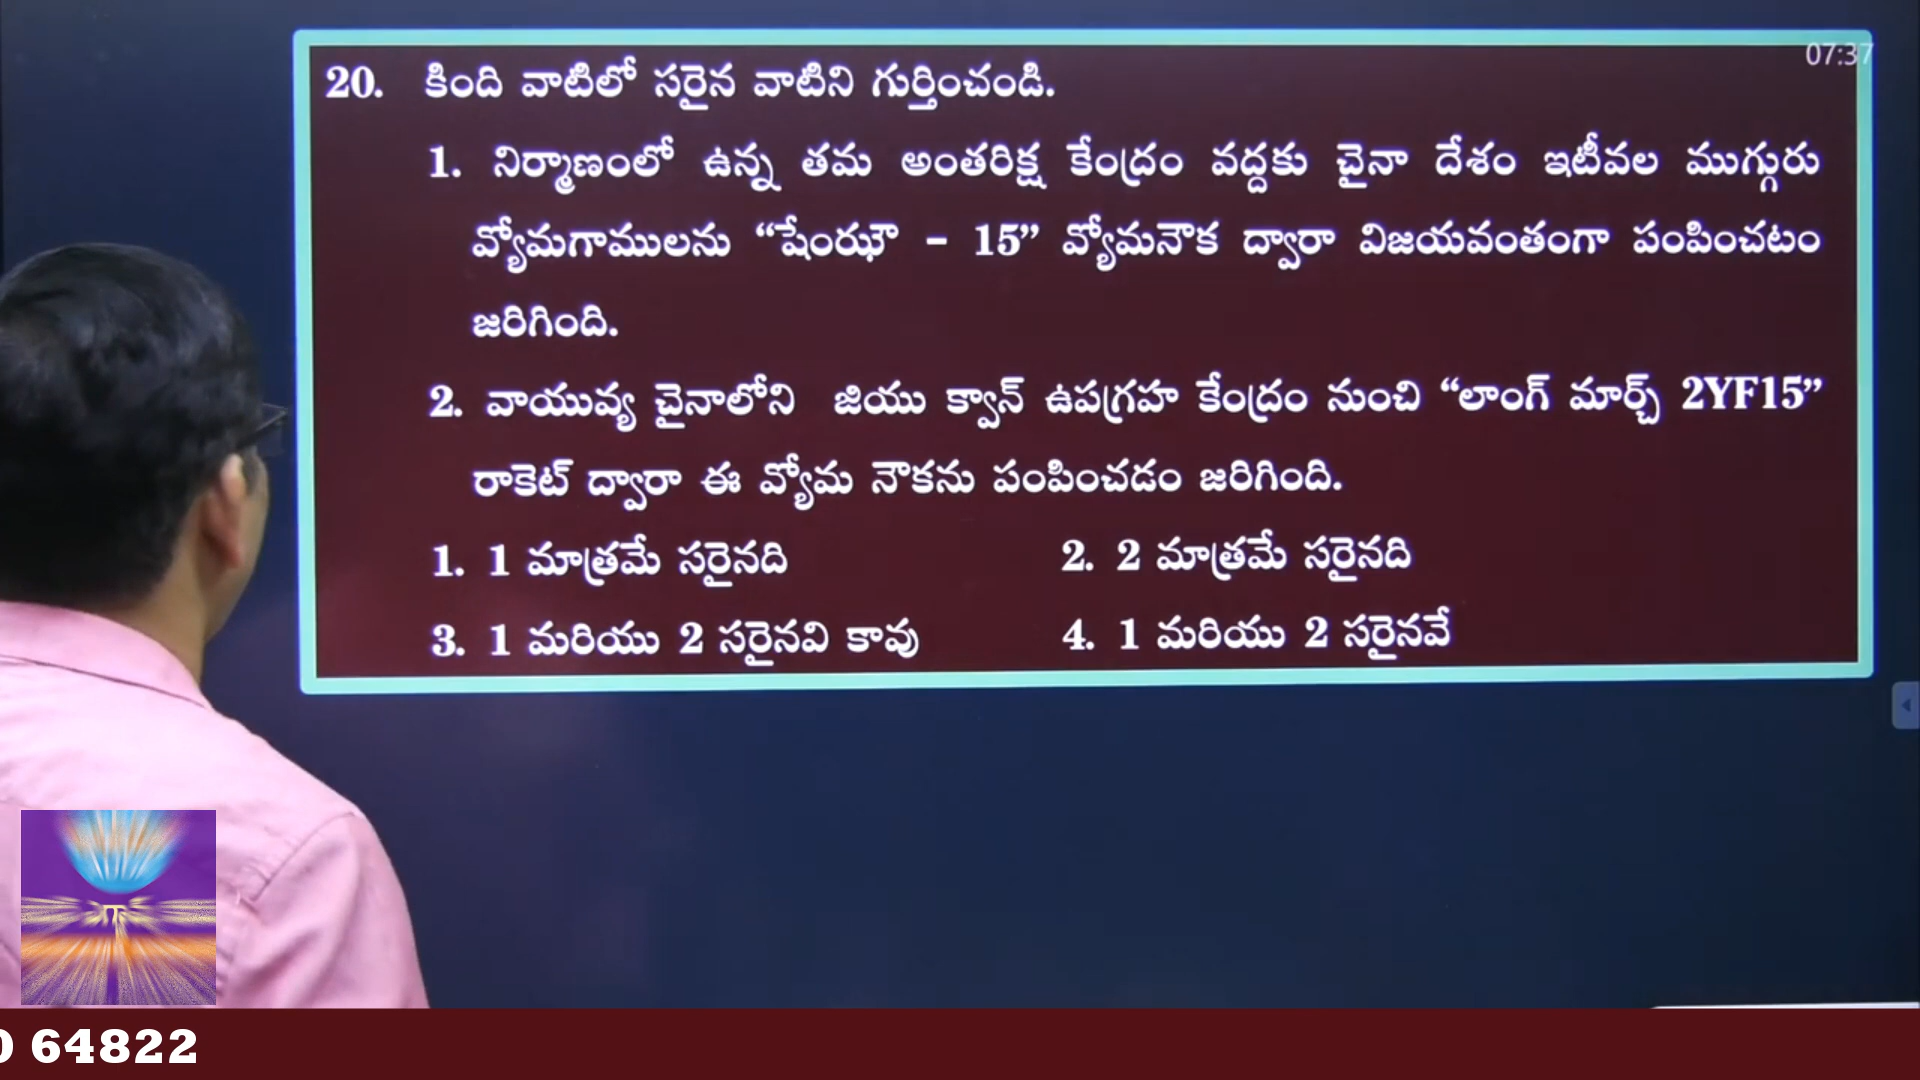 07:37
20. కింది వాటిలో సరైన వాటిని గుర్తించండి.
1. నిర్మాణంలో ఉన్న తమ అంతరిక్ష కేంద్రం వద్దకు చైనా దేశం ఇటీవల ముగ్గురు
వ్యోమగాములను “షేంఝౌ – 15” వ్యోమనౌక ద్వారా విజయవంతంగా పంపించటం
జరిగింది.
2. వాయువ్య చైనాలోని జియు క్వాన్ ఉపగ్రహ కేంద్రం నుంచి “లాంగ్ మార్చ్ 2YF15”
రాకెట్ ద్వారా ఈ వ్యోమ నౌకను పంపించడం జరిగింది.
1. 1 మాత్రమే సరైనది 2. 2 మాత్రమే సరైనది
3. 1 మరియు 2 సరైనవి కావు 4. 1 మరియు 2 సరైనవే
64822